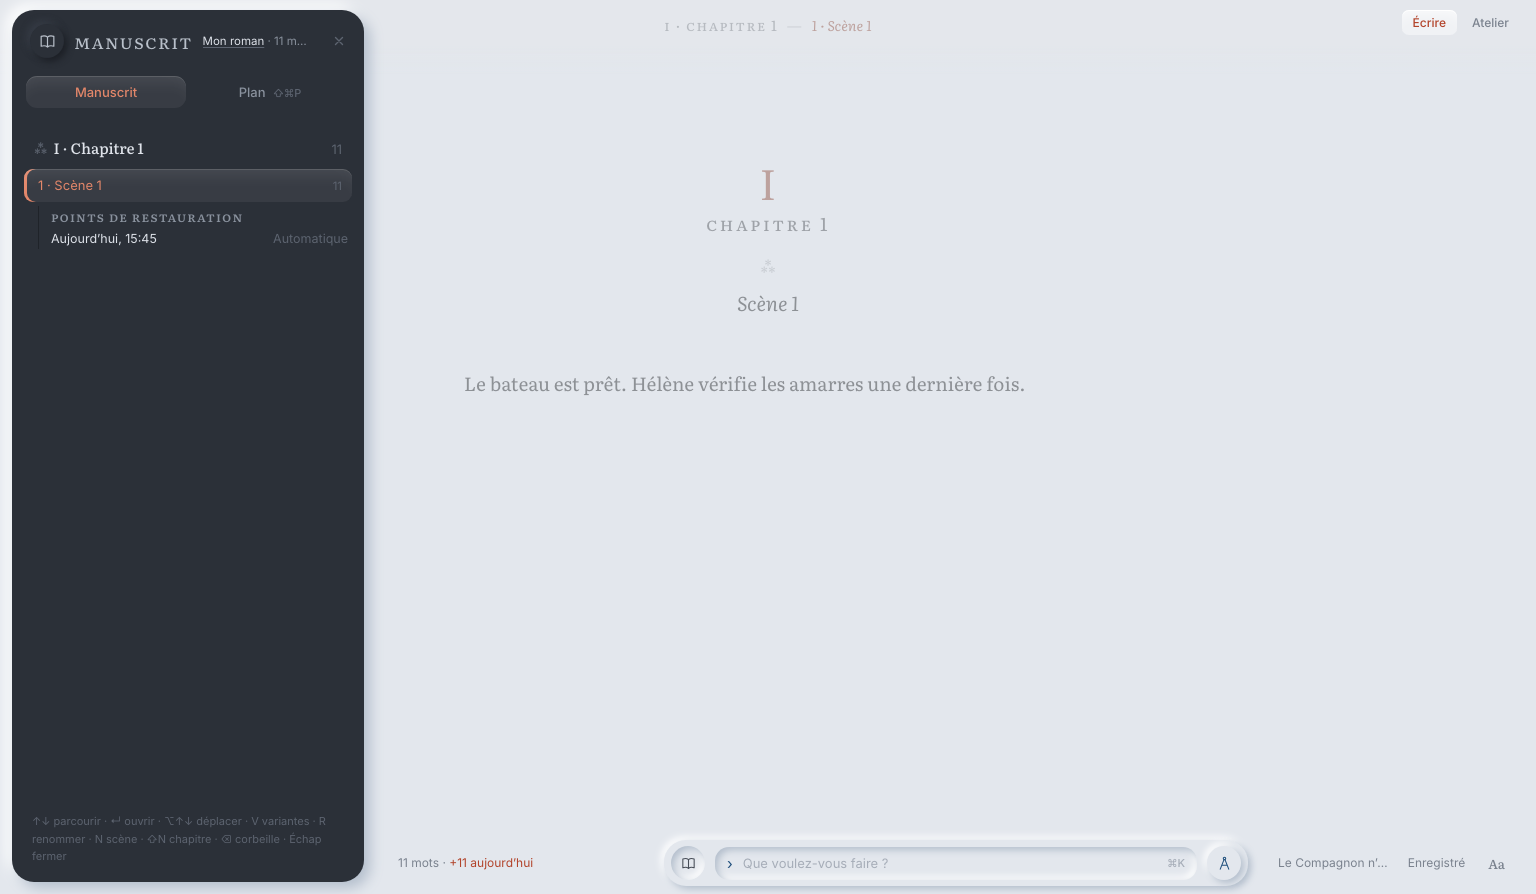 MANUSCRIT Mon roman · 11 m…
Manuscrit Plan ⇧⌘P
I · Chapitre 1 11
1 · Scène 1 11
POINTS DE RESTAURATION
Aujourd'hui, 15:45 Automatique
↑↓ parcourir · ↵ ouvrir · ⌥↑↓ déplacer · V variantes · R
renommer · N scène · ⇧N chapitre · ⌫ corbeille · Échap
fermer
I · CHAPITRE 1 — 1 · Scène 1
Écrire Atelier
I
CHAPITRE 1
Scène 1
Le bateau est prêt. Hélène vérifie les amarres une dernière fois.
11 mots · +11 aujourd'hui
› Que voulez-vous faire ? ⌘K
Le Compagnon n'… Enregistré Aa